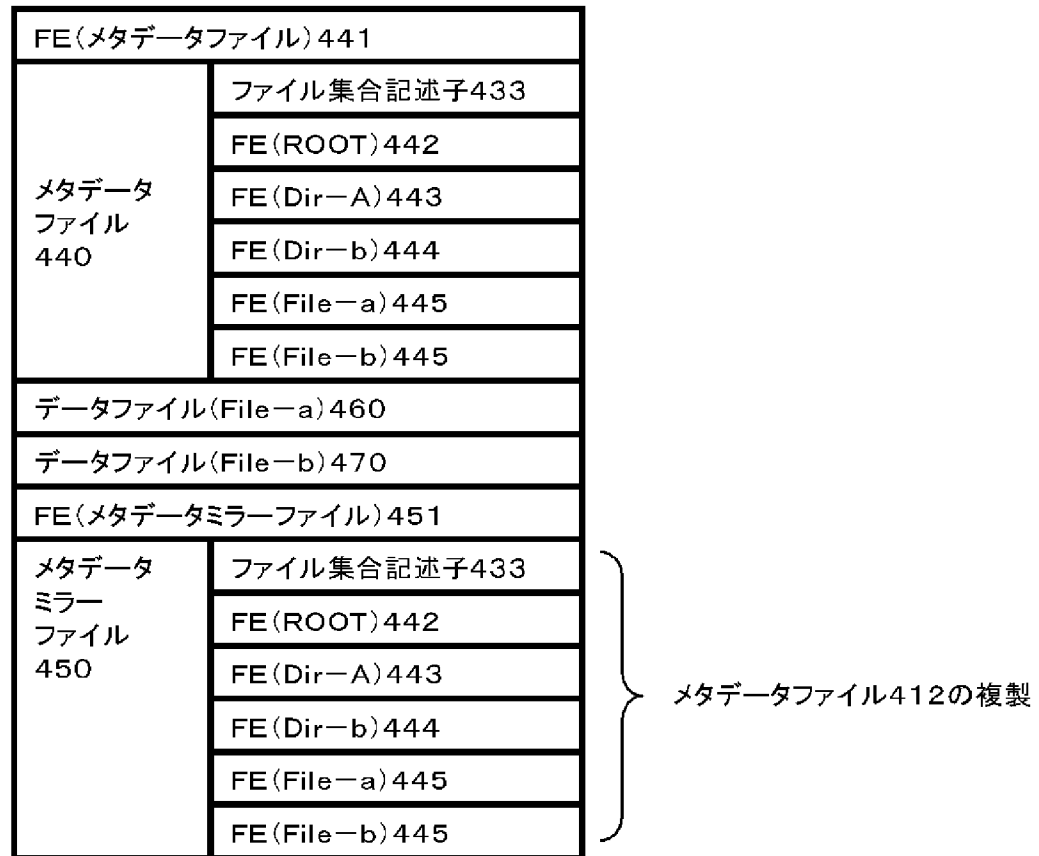 FE(メタデータファイル)441
メタデータ
ファイル
440
ファイル集合記述子433
FE(ROOT)442
FE(Dir－A)443
FE(Dir－b)444
FE(File－a)445
FE(File－b)445
データファイル(File－a)460
データファイル(File－b)470
FE(メタデータミラーファイル)451
メタデータ
ミラー
ファイル
450
ファイル集合記述子433
FE(ROOT)442
FE(Dir－A)443
FE(Dir－b)444
FE(File－a)445
FE(File－b)445
メタデータファイル412の複製